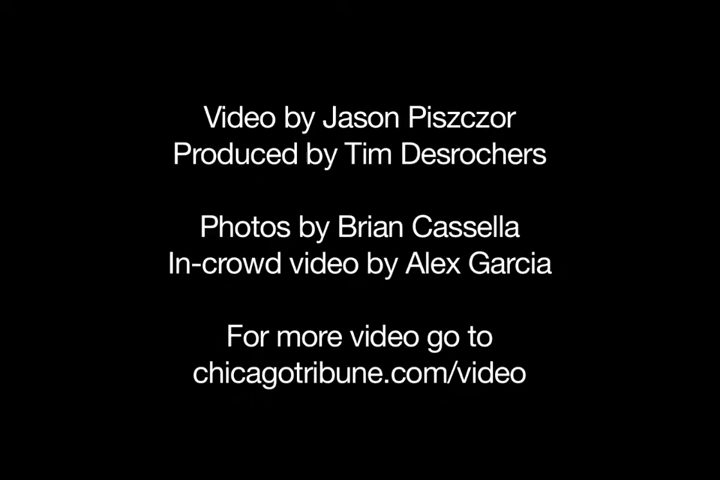 Video by Jason Piszczor
Produced by Tim Desrochers
Photos by Brian Cassella
In-crowd video by Alex Garcia
For more video go to
chicagotribune.com/video